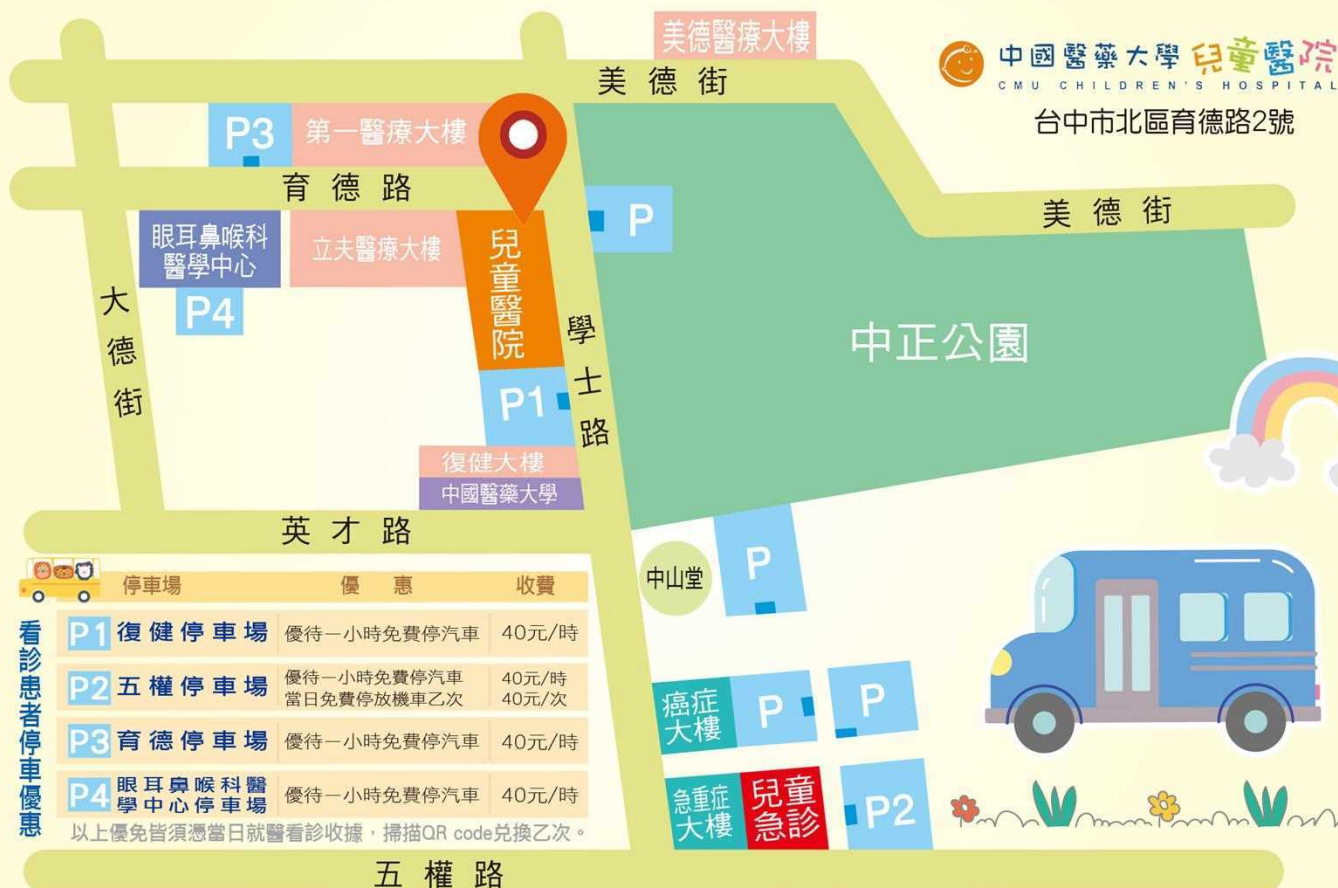 美德醫療大樓
中國醫藥大學 兒童醫院
CMU CHILDREN'S HOSPITAL
台中市北區育德路2號
美德街
P3
第一醫療大樓
育德路
P
美德街
眼耳鼻喉科
醫學中心
立夫醫療大樓
兒童醫院
P4
大德街
學士路
中正公園
P1
復健大樓
中國醫藥大學
英才路
中山堂
P
癌症
大樓
P
P
急重症
大樓
兒童
急診
P2
五權路
看診患者停車優惠
停車場 優惠 收費
P1 復健停車場 優待一小時免費停汽車 40元/時
P2 五權停車場 優待一小時免費停汽車 40元/時
當日免費停放機車乙次 40元/次
P3 育德停車場 優待一小時免費停汽車 40元/時
P4 眼耳鼻喉科醫學中心停車場 優待一小時免費停汽車 40元/時
以上優免皆須憑當日就醫看診收據，掃描QR code兌換乙次。